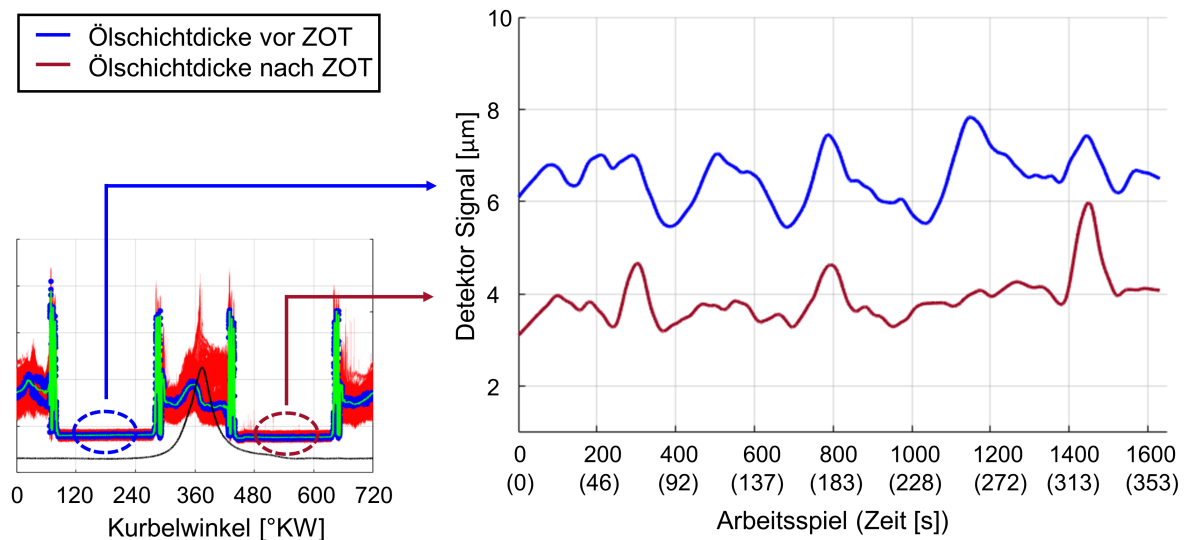 Ölschichtdicke vor ZOT
Ölschichtdicke nach ZOT
0 120 240 360 480 600 720
Kurbelwinkel [°KW]
Detektor Signal [µm]
10
8
6
4
2
0 200 400 600 800 1000 1200 1400 1600
(0) (46) (92) (137) (183) (228) (272) (313) (353)
Arbeitsspiel (Zeit [s])